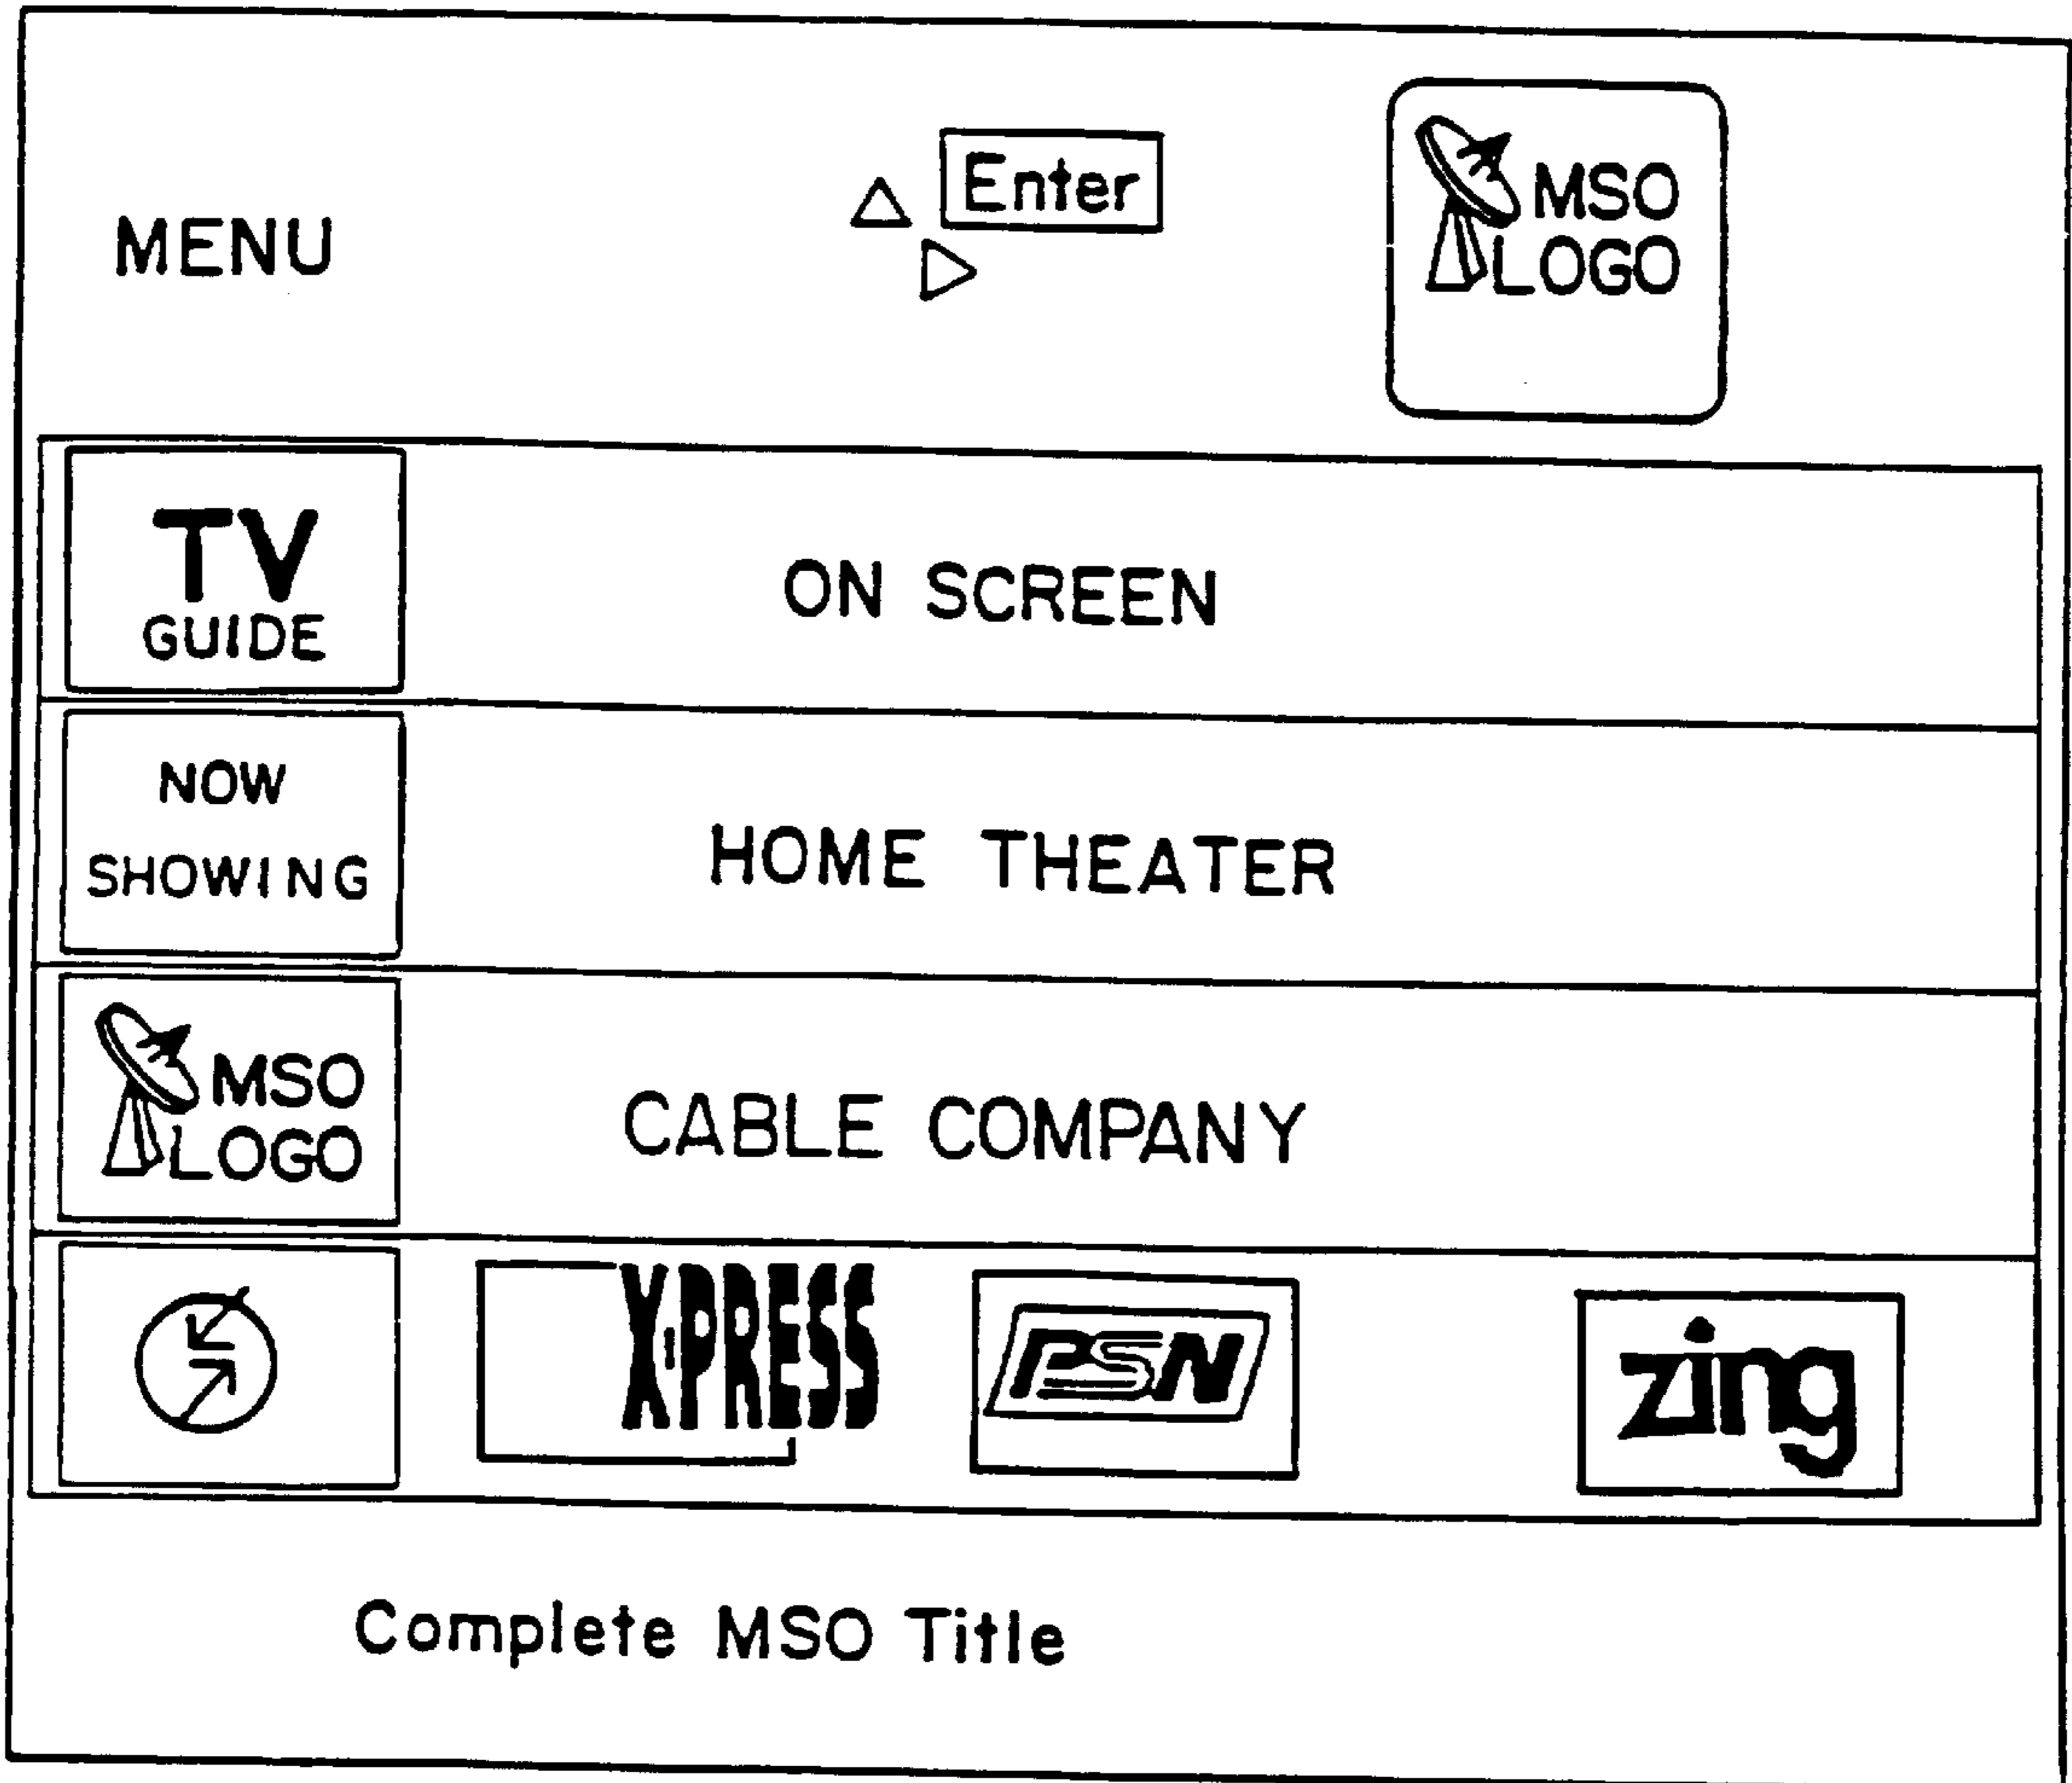 MENU
Enter
MSO
LOGO
TV
GUIDE
ON SCREEN
NOW
SHOWING
HOME THEATER
MSO
LOGO
CABLE COMPANY
X·PRESS
PSN
zing
Complete MSO Title